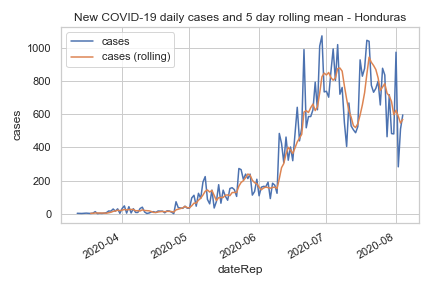 New COVID-19 daily cases and 5 day rolling mean - Honduras
cases
cases (rolling)
1000
800
600
400
200
0
cases
2020-04
2020-05
2020-06
2020-07
2020-08
dateRep